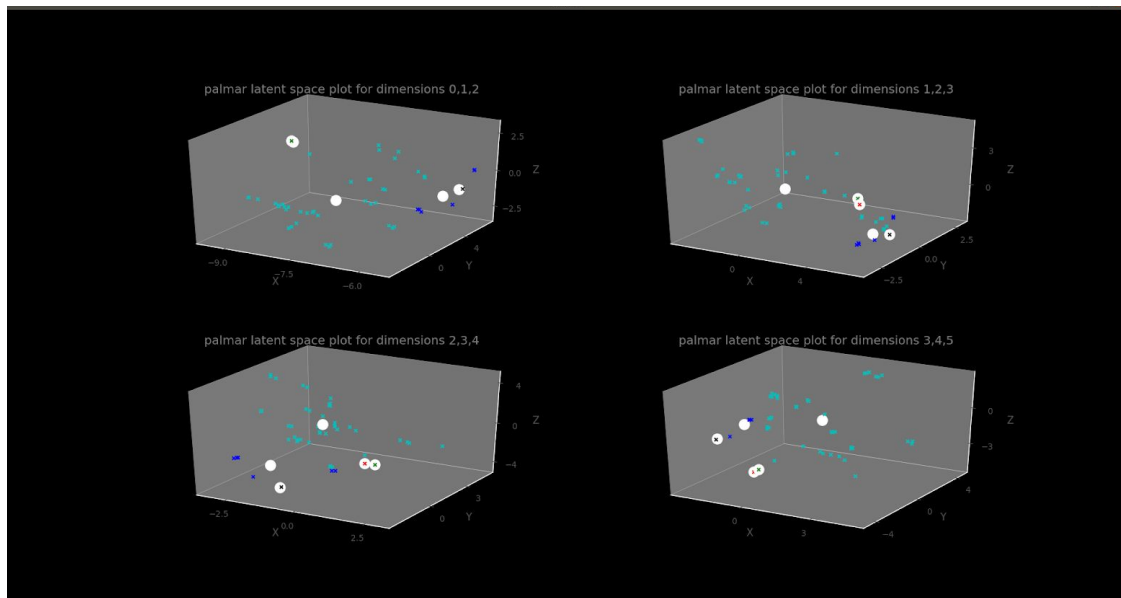 palmar latent space plot for dimensions 0,1,2
2.5
0.0
Z
−2.5
4
0
Y
−9.0
−7.5
X
−6.0
palmar latent space plot for dimensions 1,2,3
3
0
Z
2.5
0.0
Y
−2.5
0
X
4
palmar latent space plot for dimensions 2,3,4
4
0
Z
−4
3
0
Y
−2.5
0.0
X
2.5
palmar latent space plot for dimensions 3,4,5
0
Z
−3
4
0
Y
−4
0
X
3